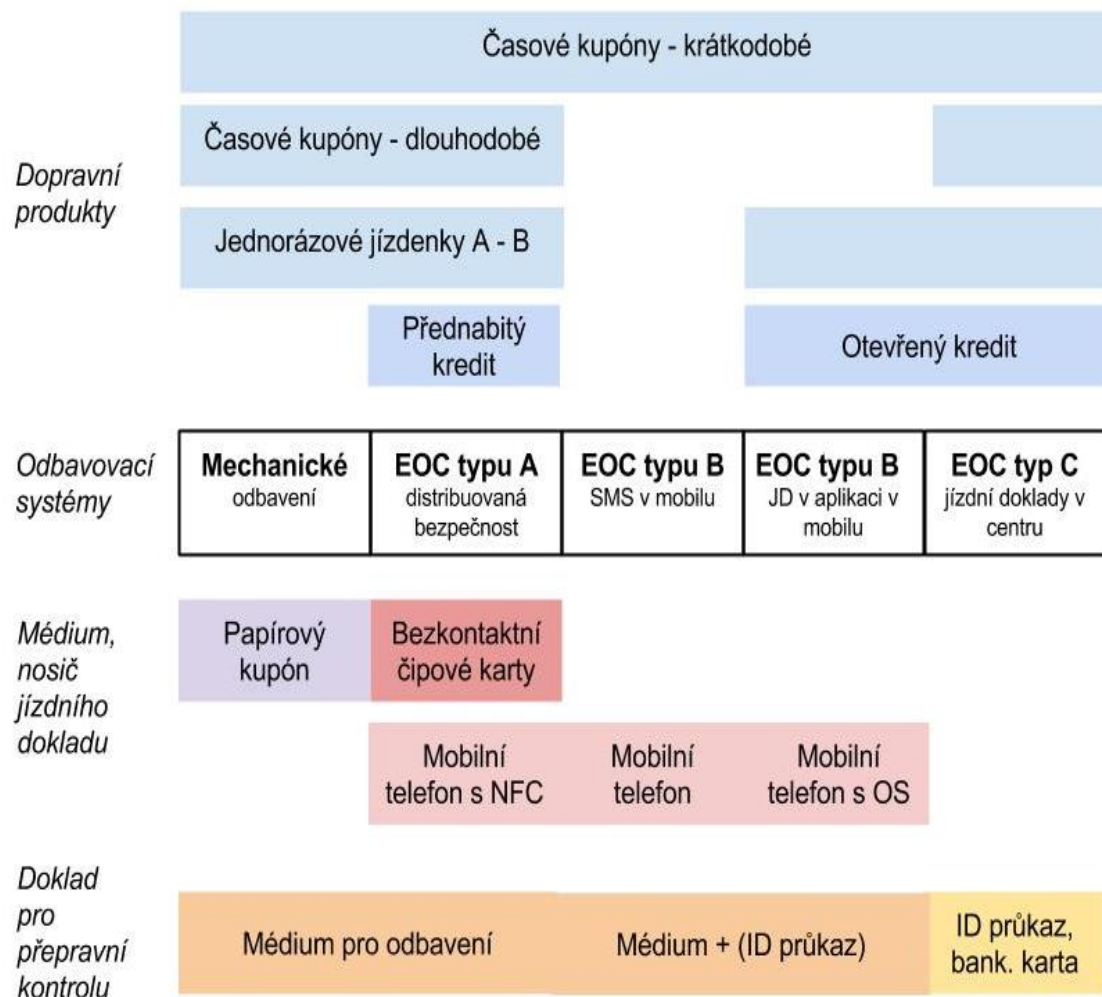 Časové kupóny - krátkodobé
Dopravní
produkty
Časové kupóny - dlouhodobé
Jednorázové jízdenky A - B
Přednabitý
kredit
Otevřený kredit
Odbavovací
systémy
Mechanické
odbavení
EOC typu A
distribuovaná
bezpečnost
EOC typu B
SMS v mobilu
EOC typu B
JD v aplikaci v
mobilu
EOC typ C
jízdní doklady v
centru
Médium,
nosič
jízdního
dokladu
Papírový
kupón
Bezkontaktní
čipové karty
Mobilní
telefon s NFC
Mobilní
telefon
Mobilní
telefon s OS
Doklad
pro
přepravní
kontrolu
Médium pro odbavení
Médium + (ID průkaz)
ID průkaz,
bank. karta